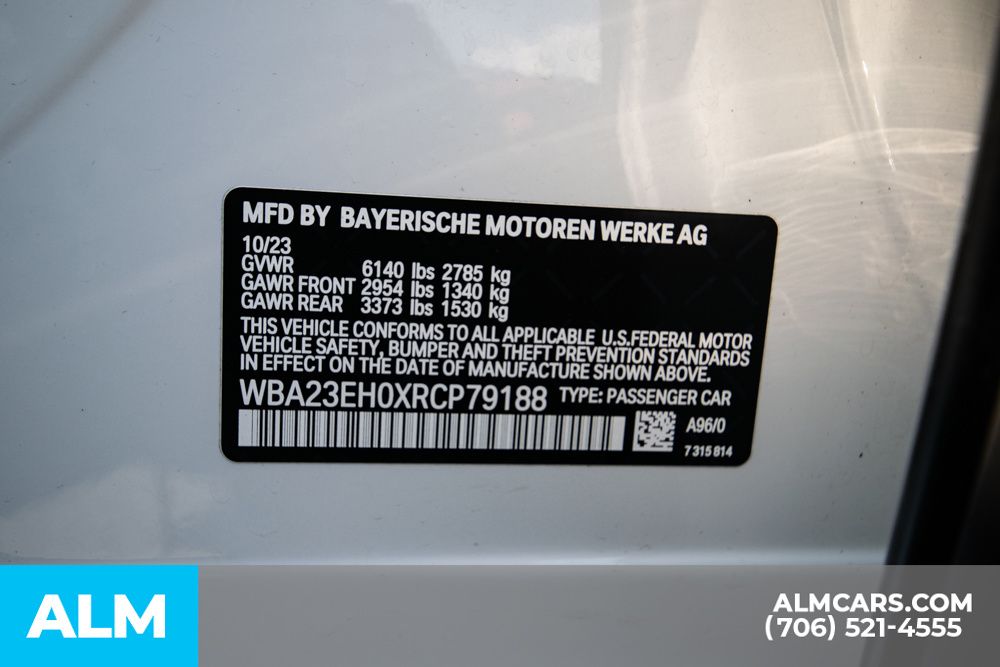 MFD BY BAYERISCHE MOTOREN WERKE AG
10/23
GVWR 6140 lbs 2785 kg
GAWR FRONT 2954 lbs 1340 kg
GAWR REAR 3373 lbs 1530 kg
THIS VEHICLE CONFORMS TO ALL APPLICABLE U.S.FEDERAL MOTOR
VEHICLE SAFETY, BUMPER AND THEFT PREVENTION STANDARDS
IN EFFECT ON THE DATE OF MANUFACTURE SHOWN ABOVE.
WBA23EH0XRCP79188 TYPE: PASSENGER CAR
A96/0
7 315 814
ALM
ALMCARS.COM
(706) 521-4555